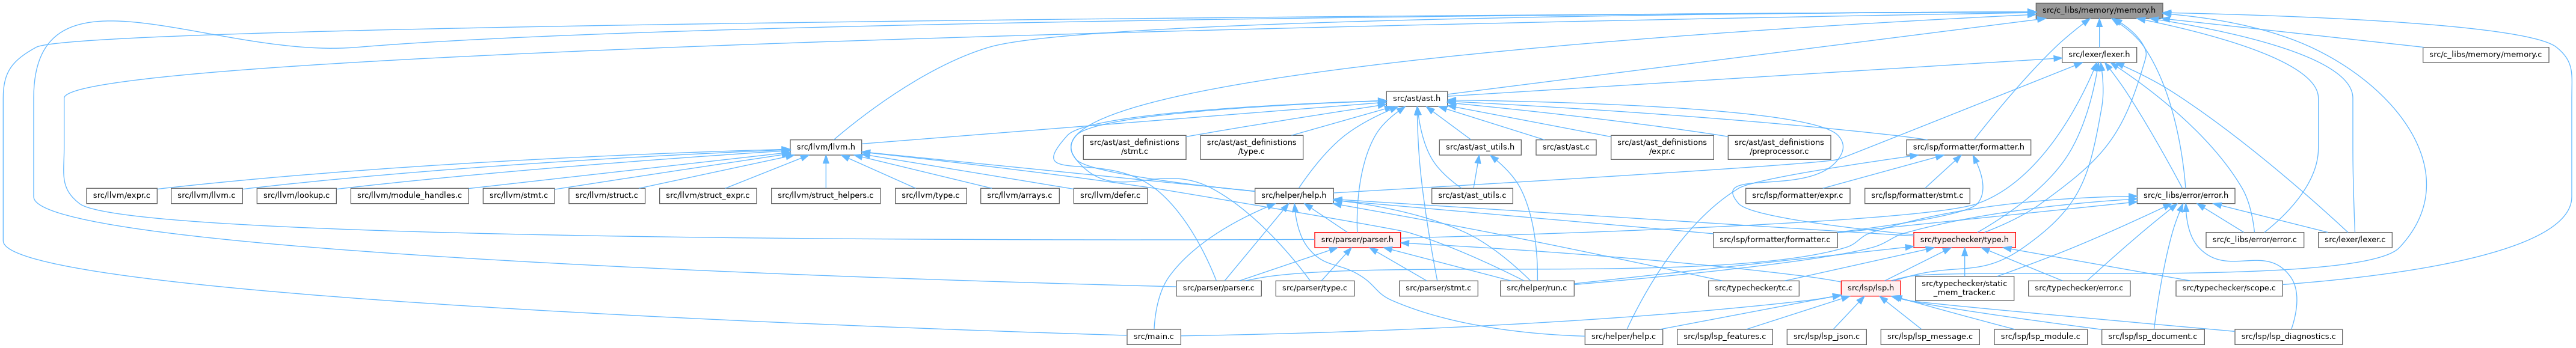 src/c_libs/memory/memory.h
src/lexer/lexer.h
src/c_libs/memory/memory.c
src/ast/ast.h
src/llvm/llvm.h
src/ast/ast_definitions
/stmt.c
src/ast/ast_definitions
/type.c
src/ast/ast_utils.h
src/ast/ast.c
src/ast/ast_definitions
/expr.c
src/ast/ast_definitions
/preprocessor.c
src/lsp/formatter/formatter.h
src/llvm/expr.c
src/llvm/llvm.c
src/llvm/lookup.c
src/llvm/module_handles.c
src/llvm/stmt.c
src/llvm/struct.c
src/llvm/struct_expr.c
src/llvm/struct_helpers.c
src/llvm/type.c
src/llvm/arrays.c
src/llvm/defer.c
src/helper/help.h
src/ast/ast_utils.c
src/lsp/formatter/expr.c
src/lsp/formatter/stmt.c
src/c_libs/error/error.h
src/parser/parser.h
src/lsp/formatter/formatter.c
src/typechecker/type.h
src/c_libs/error/error.c
src/lexer/lexer.c
src/parser/parser.c
src/parser/type.c
src/parser/stmt.c
src/helper/run.c
src/typechecker/tc.c
src/lsp/lsp.h
src/typechecker/static
_mem_tracker.c
src/typechecker/error.c
src/typechecker/scope.c
src/main.c
src/helper/help.c
src/lsp/lsp_features.c
src/lsp/lsp_json.c
src/lsp/lsp_message.c
src/lsp/lsp_module.c
src/lsp/lsp_document.c
src/lsp/lsp_diagnostics.c